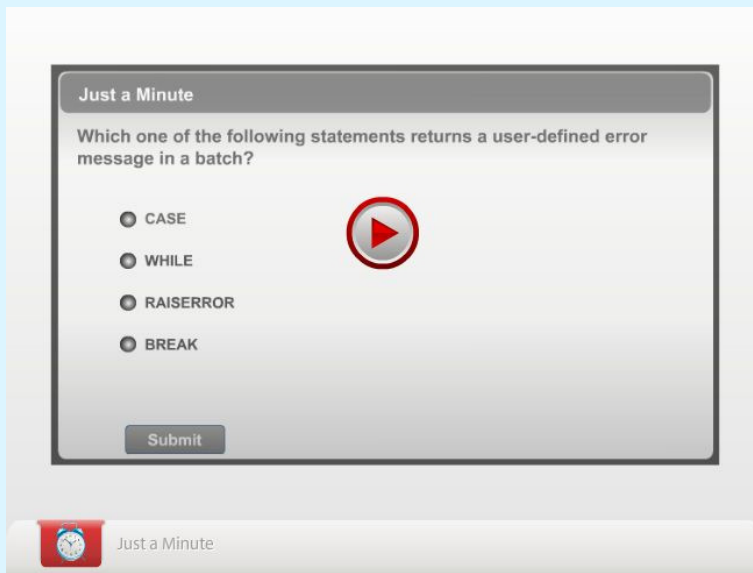 Just a Minute
Which one of the following statements returns a user-defined error
message in a batch?
CASE
WHILE
RAISERROR
BREAK
Submit
Just a Minute